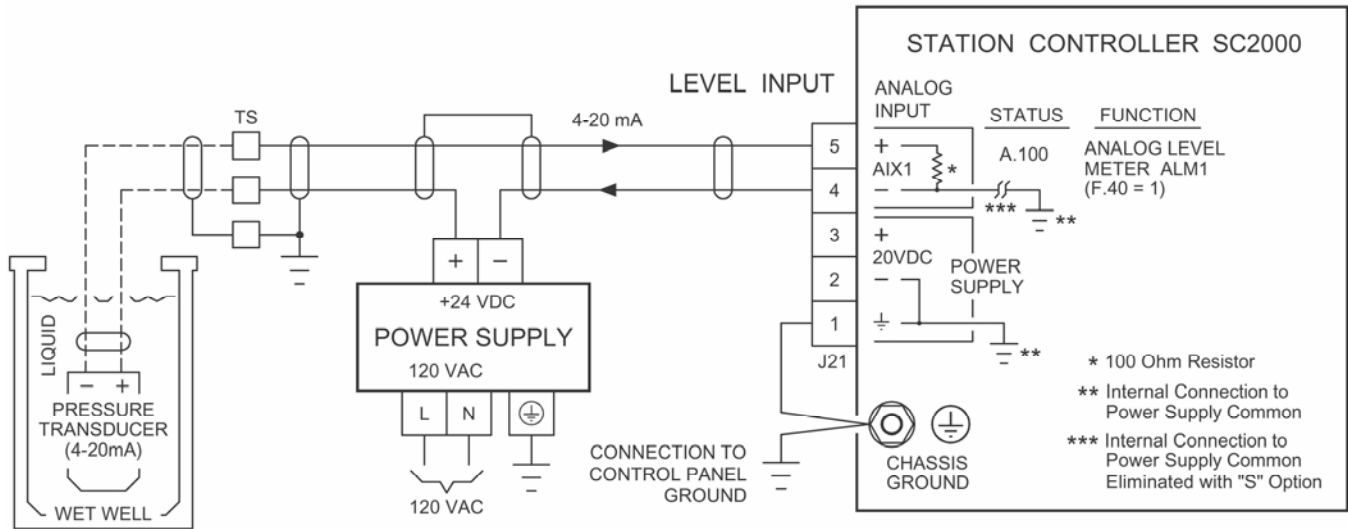 STATION CONTROLLER SC2000
LEVEL INPUT
ANALOG
INPUT
STATUS
FUNCTION
TS
4-20 mA
5
+
AIX1
*
A.100
ANALOG LEVEL
METER ALM1
(F.40 = 1)
4
−
***
**
3
+
20VDC
POWER
SUPPLY
2
−
1
**
J21
+
−
+24 VDC
POWER SUPPLY
120 VAC
L
N
120 VAC
LIQUID
−
+
PRESSURE
TRANSDUCER
(4-20mA)
WET WELL
CONNECTION TO
CONTROL PANEL
GROUND
CHASSIS
GROUND
* 100 Ohm Resistor
** Internal Connection to
Power Supply Common
*** Internal Connection to
Power Supply Common
Eliminated with "S" Option